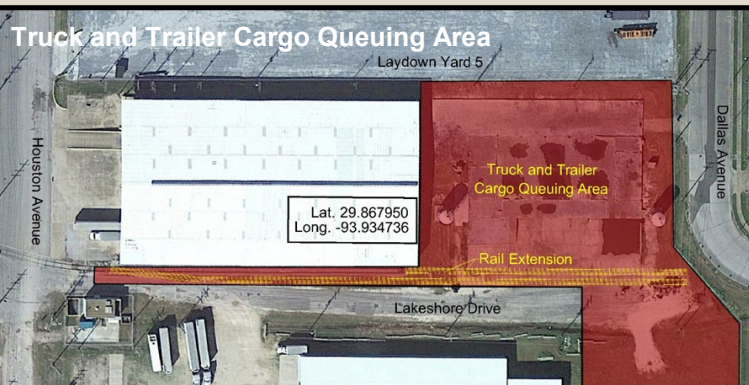 Truck and Trailer Cargo Queuing Area
Laydown Yard 5
Houston Avenue
Dallas Avenue
Truck and Trailer
Cargo Queuing Area
Lat. 29.867950
Long. -93.934736
Rail Extension
Lakeshore Drive